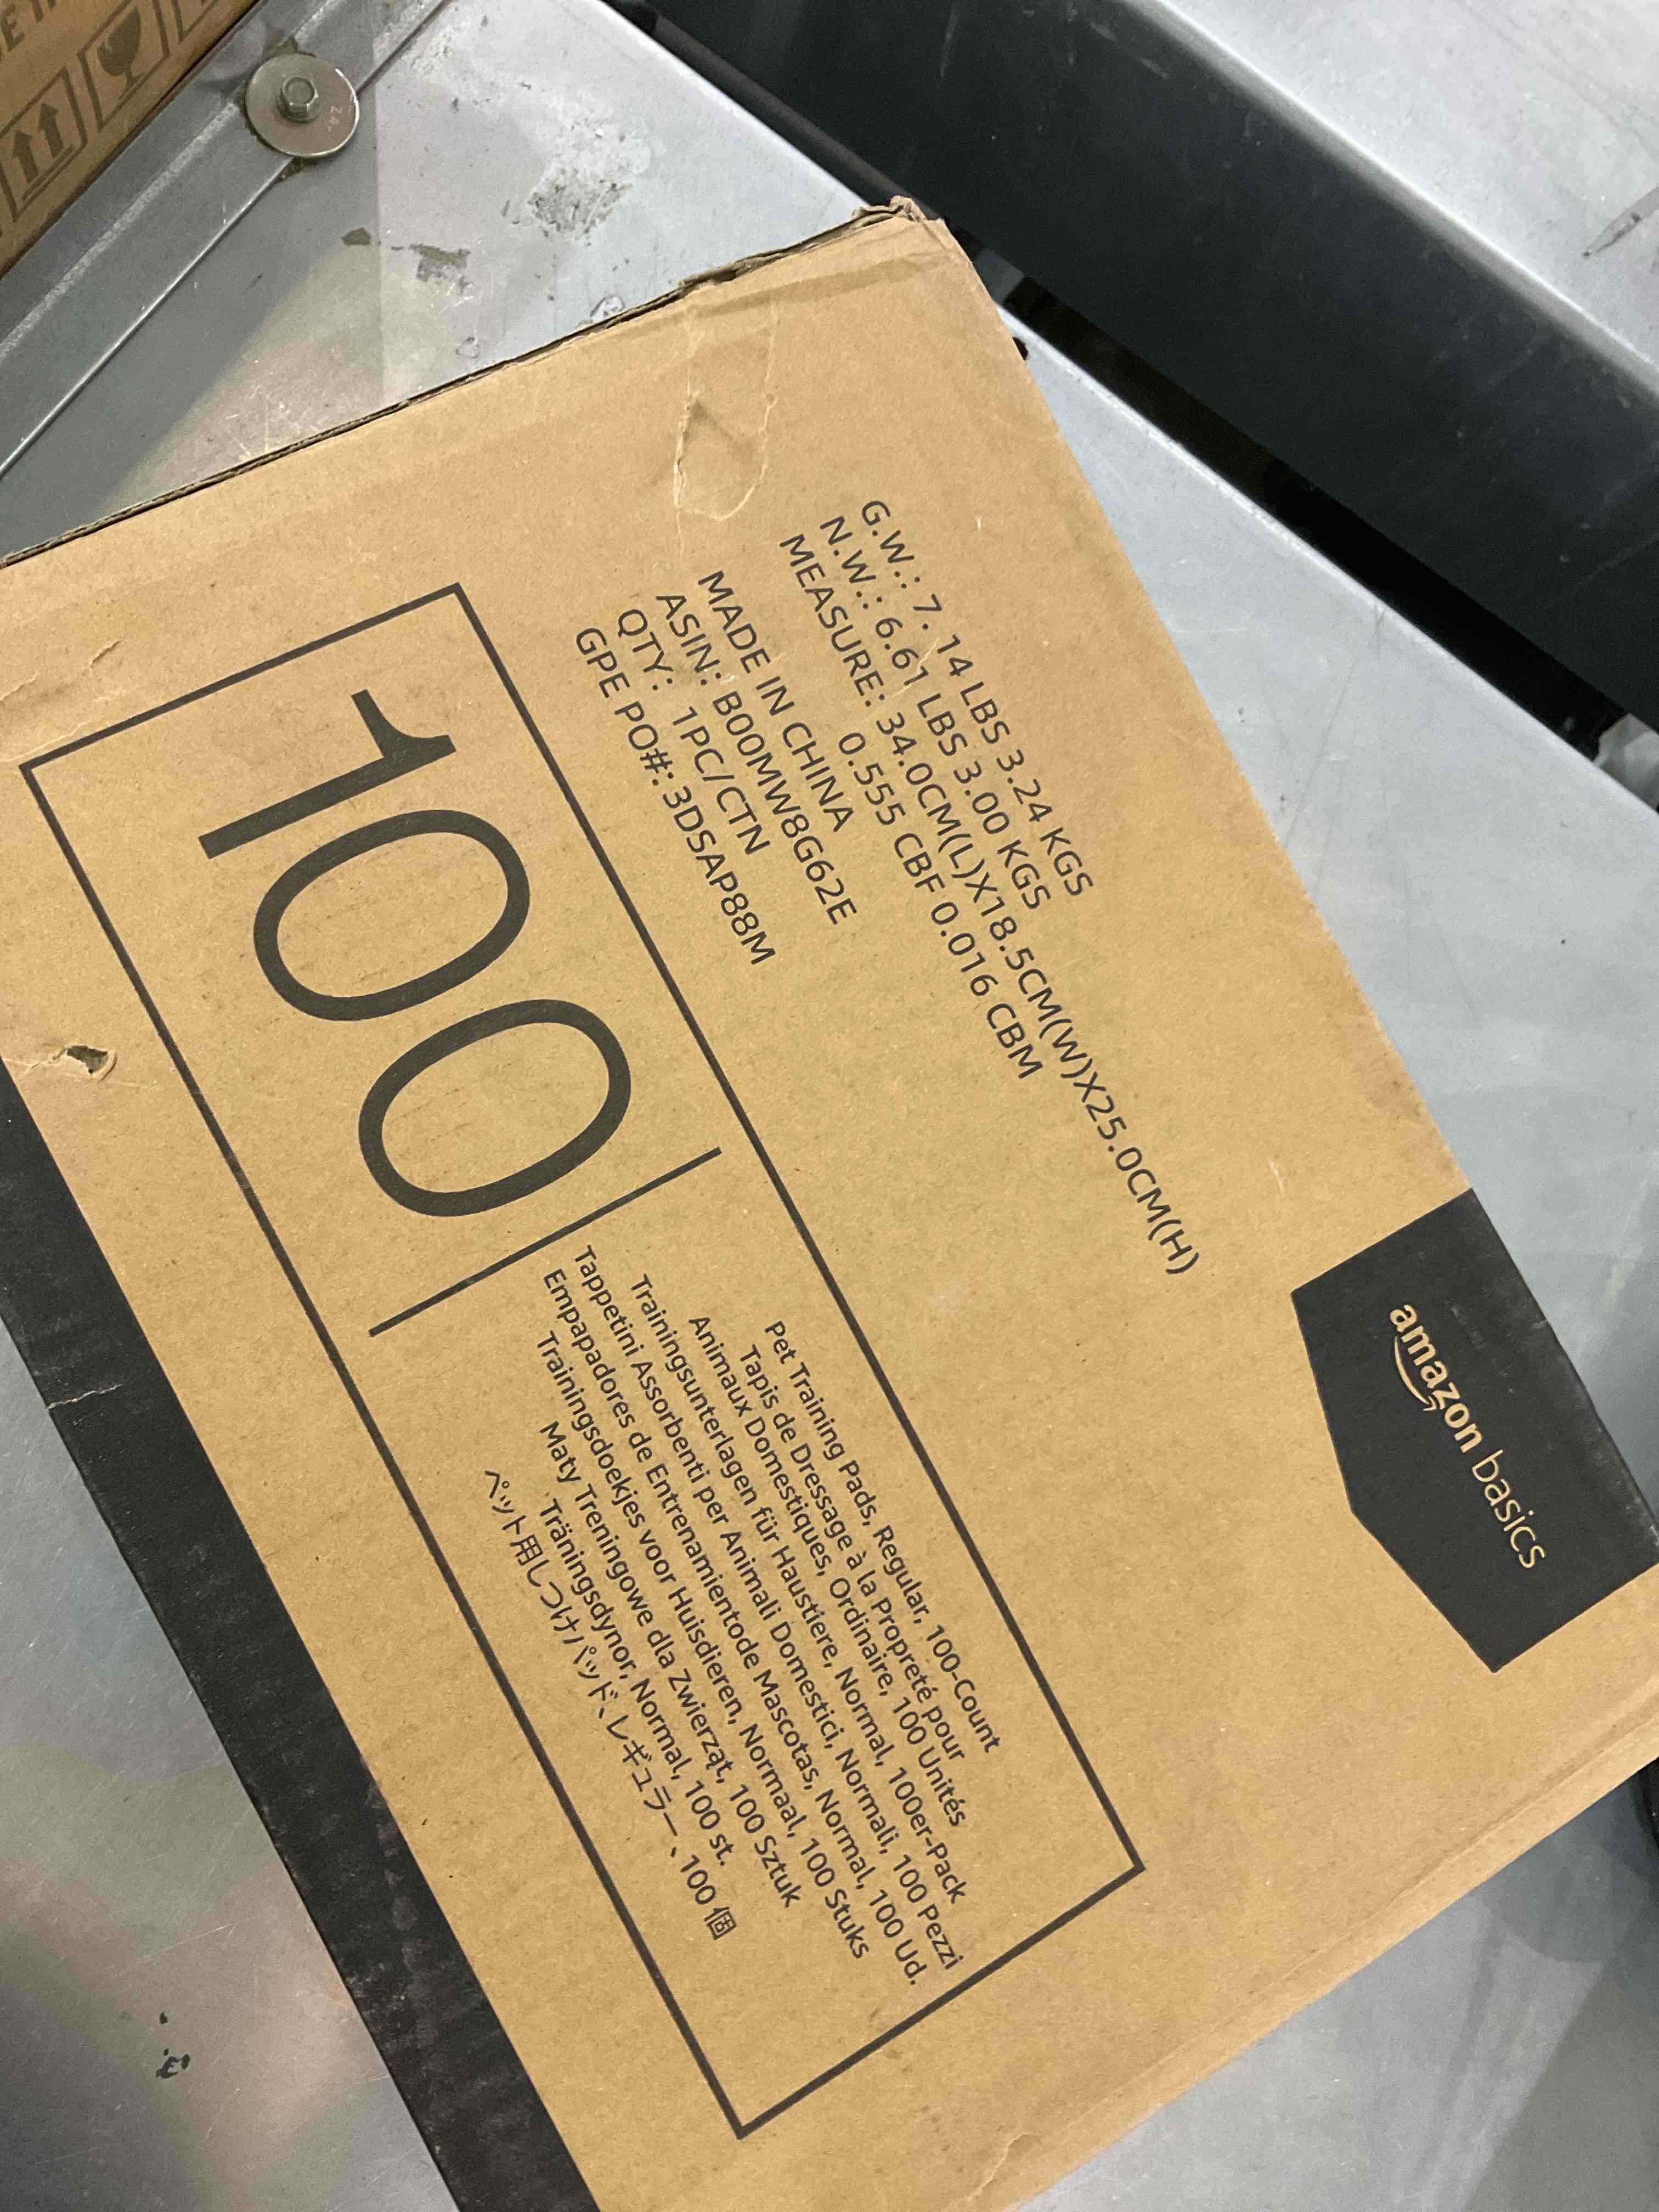 amazon basics
G.W.: 7. 14 LBS 3.24 KGS
N.W.: 6.61 LBS 3.00 KGS
MEASURE: 34.0CM(L)X18.5CM(W)X25.0CM(H)
0.555 CBF 0.016 CBM
MADE IN CHINA
ASIN: B00MW8G62E
QTY: 1PC/CTN
GPE PO#:3DSAP88M
100
Pet Training Pads, Regular, 100-Count
Tapis de Dressage à la Propreté pour
Animaux Domestiques, Ordinaire, 100 Unités
Trainingsunterlagen für Haustiere, Normal, 100er-Pack
Tappetini Assorbenti per Animali Domestici, Normali, 100 Pezzi
Empapadores de Entrenamientode Mascotas, Normal, 100 Ud.
Trainingsdoekjes voor Huisdieren, Normaal, 100 Stuks
Maty Treningowe dla Zwierząt, 100 Sztuk
Träningsdynor, Normal, 100 st.
ペット用しつけパッド、レギュラー、100 個